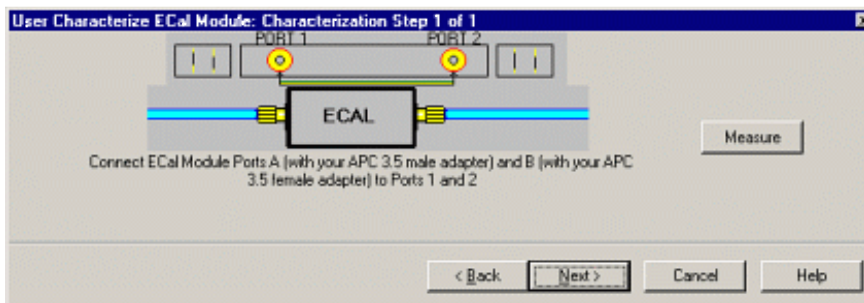 User Characterize ECal Module: Characterization Step 1 of 1
PORT 1 PORT 2
ECAL
Measure
Connect ECal Module Ports A (with your APC 3.5 male adapter) and B (with your APC
3.5 female adapter) to Ports 1 and 2
< Back Next > Cancel Help